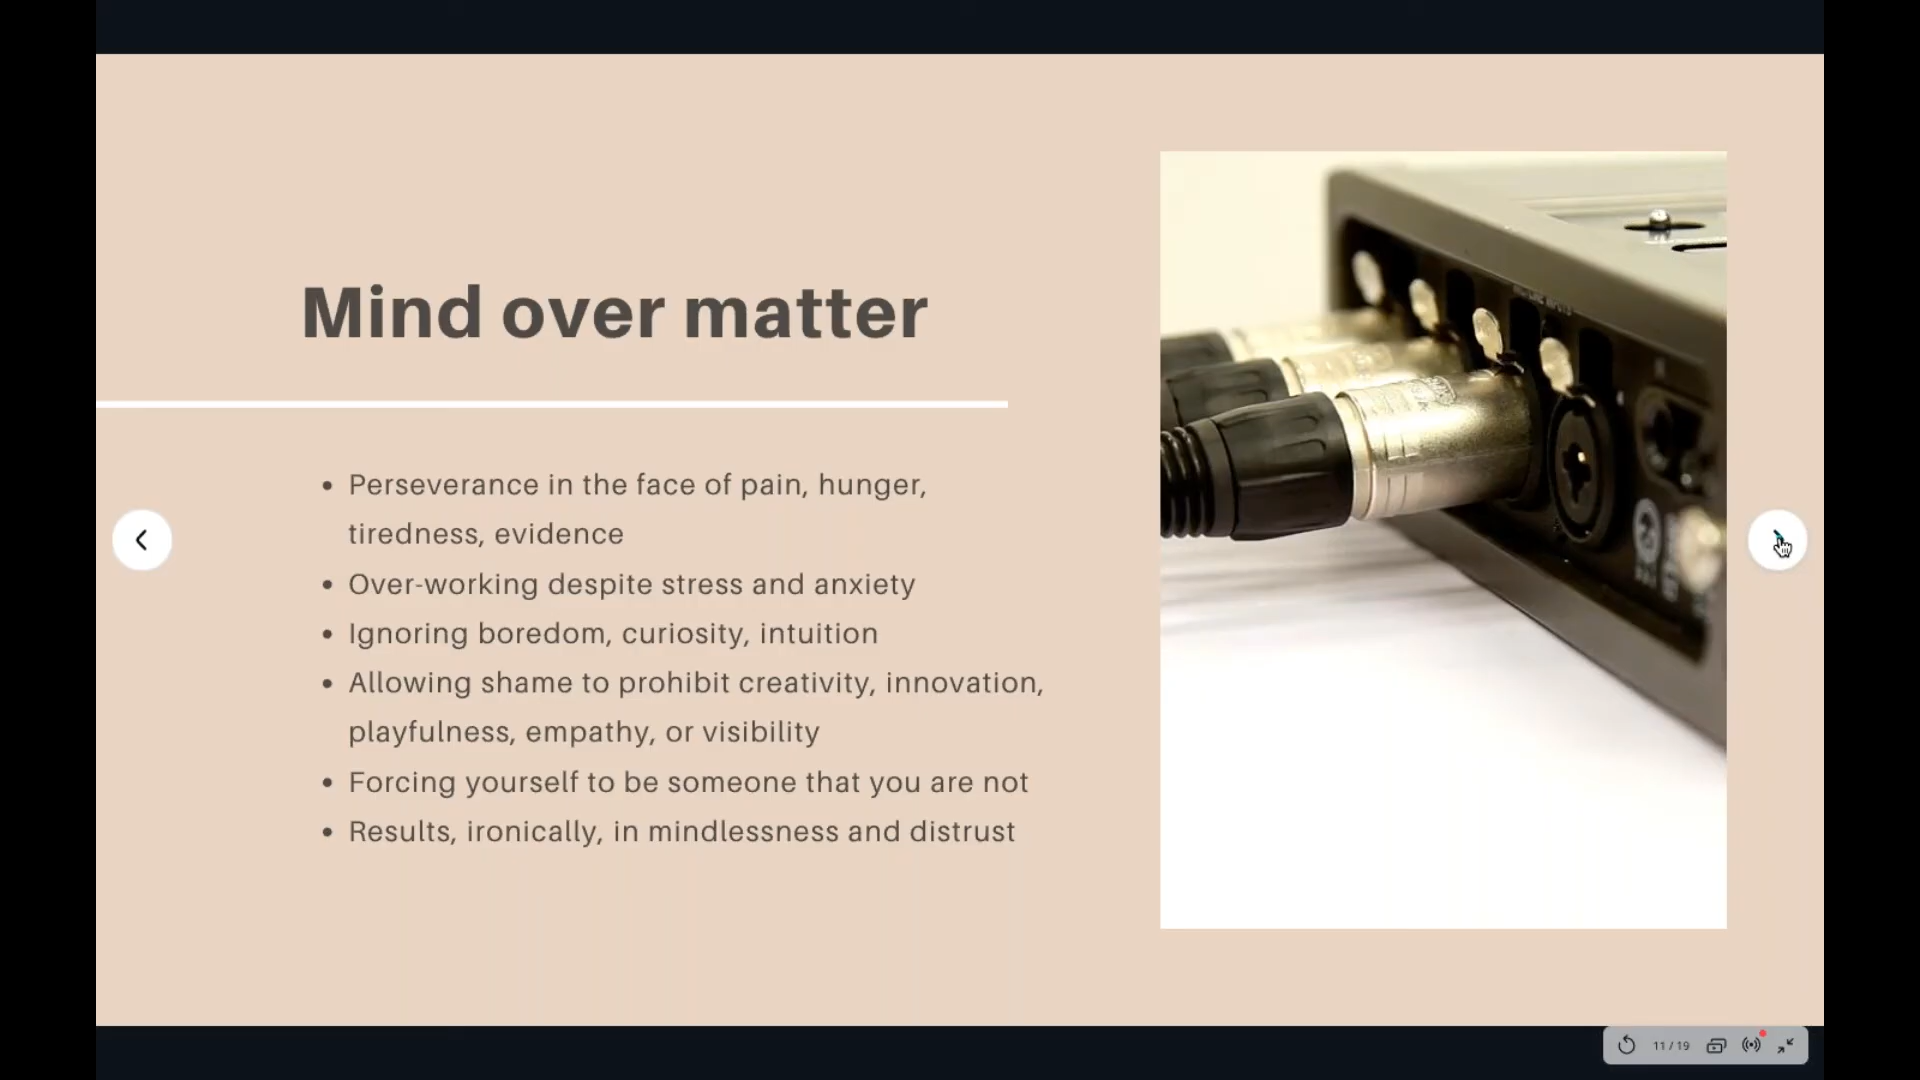 Mind over matter
• Perseverance in the face of pain, hunger,
tiredness, evidence
• Over-working despite stress and anxiety
• Ignoring boredom, curiosity, intuition
• Allowing shame to prohibit creativity, innovation,
playfulness, empathy, or visibility
• Forcing yourself to be someone that you are not
• Results, ironically, in mindlessness and distrust
11 / 19